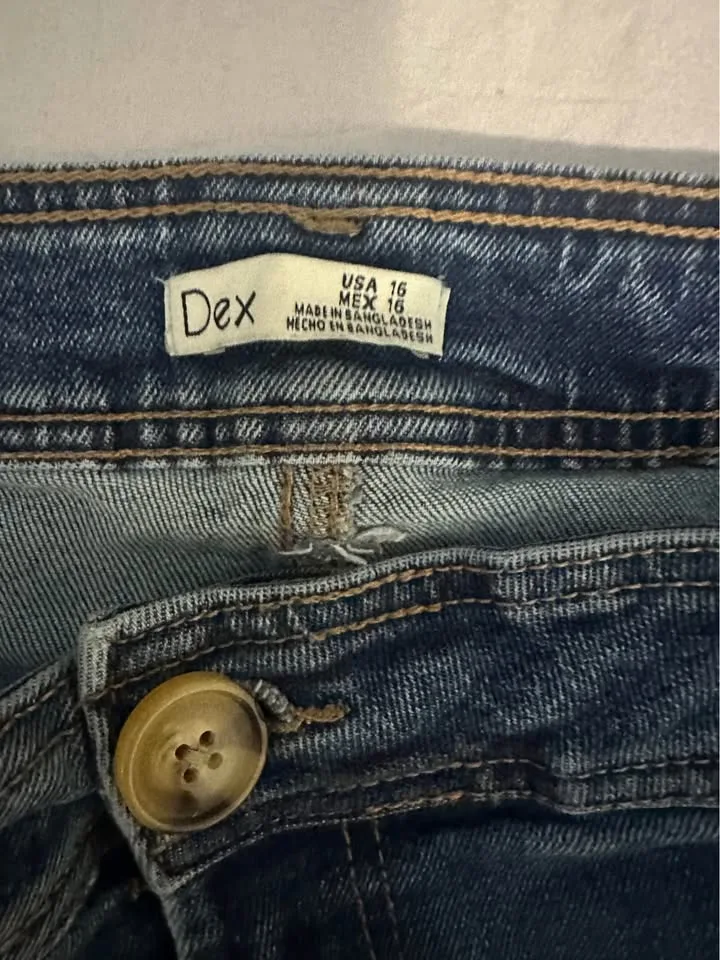 Dex
USA 16
MEX 16
MADE IN BANGLADESH
HECHO EN BANGLADESH